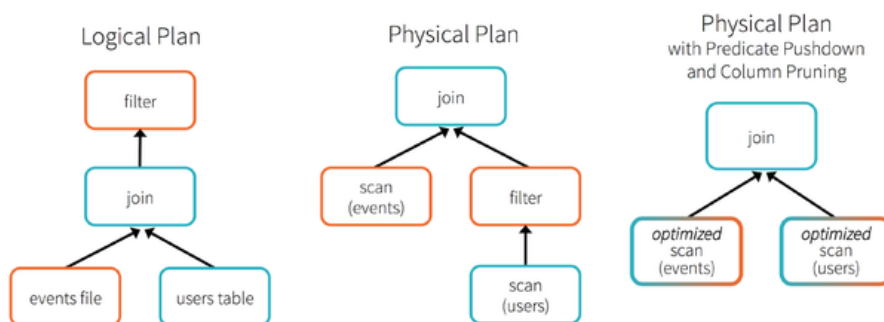 Logical Plan
filter
join
events file
users table
Physical Plan
join
scan
(events)
filter
scan
(users)
Physical Plan
with Predicate Pushdown
and Column Pruning
join
optimized
scan
(events)
optimized
scan
(users)